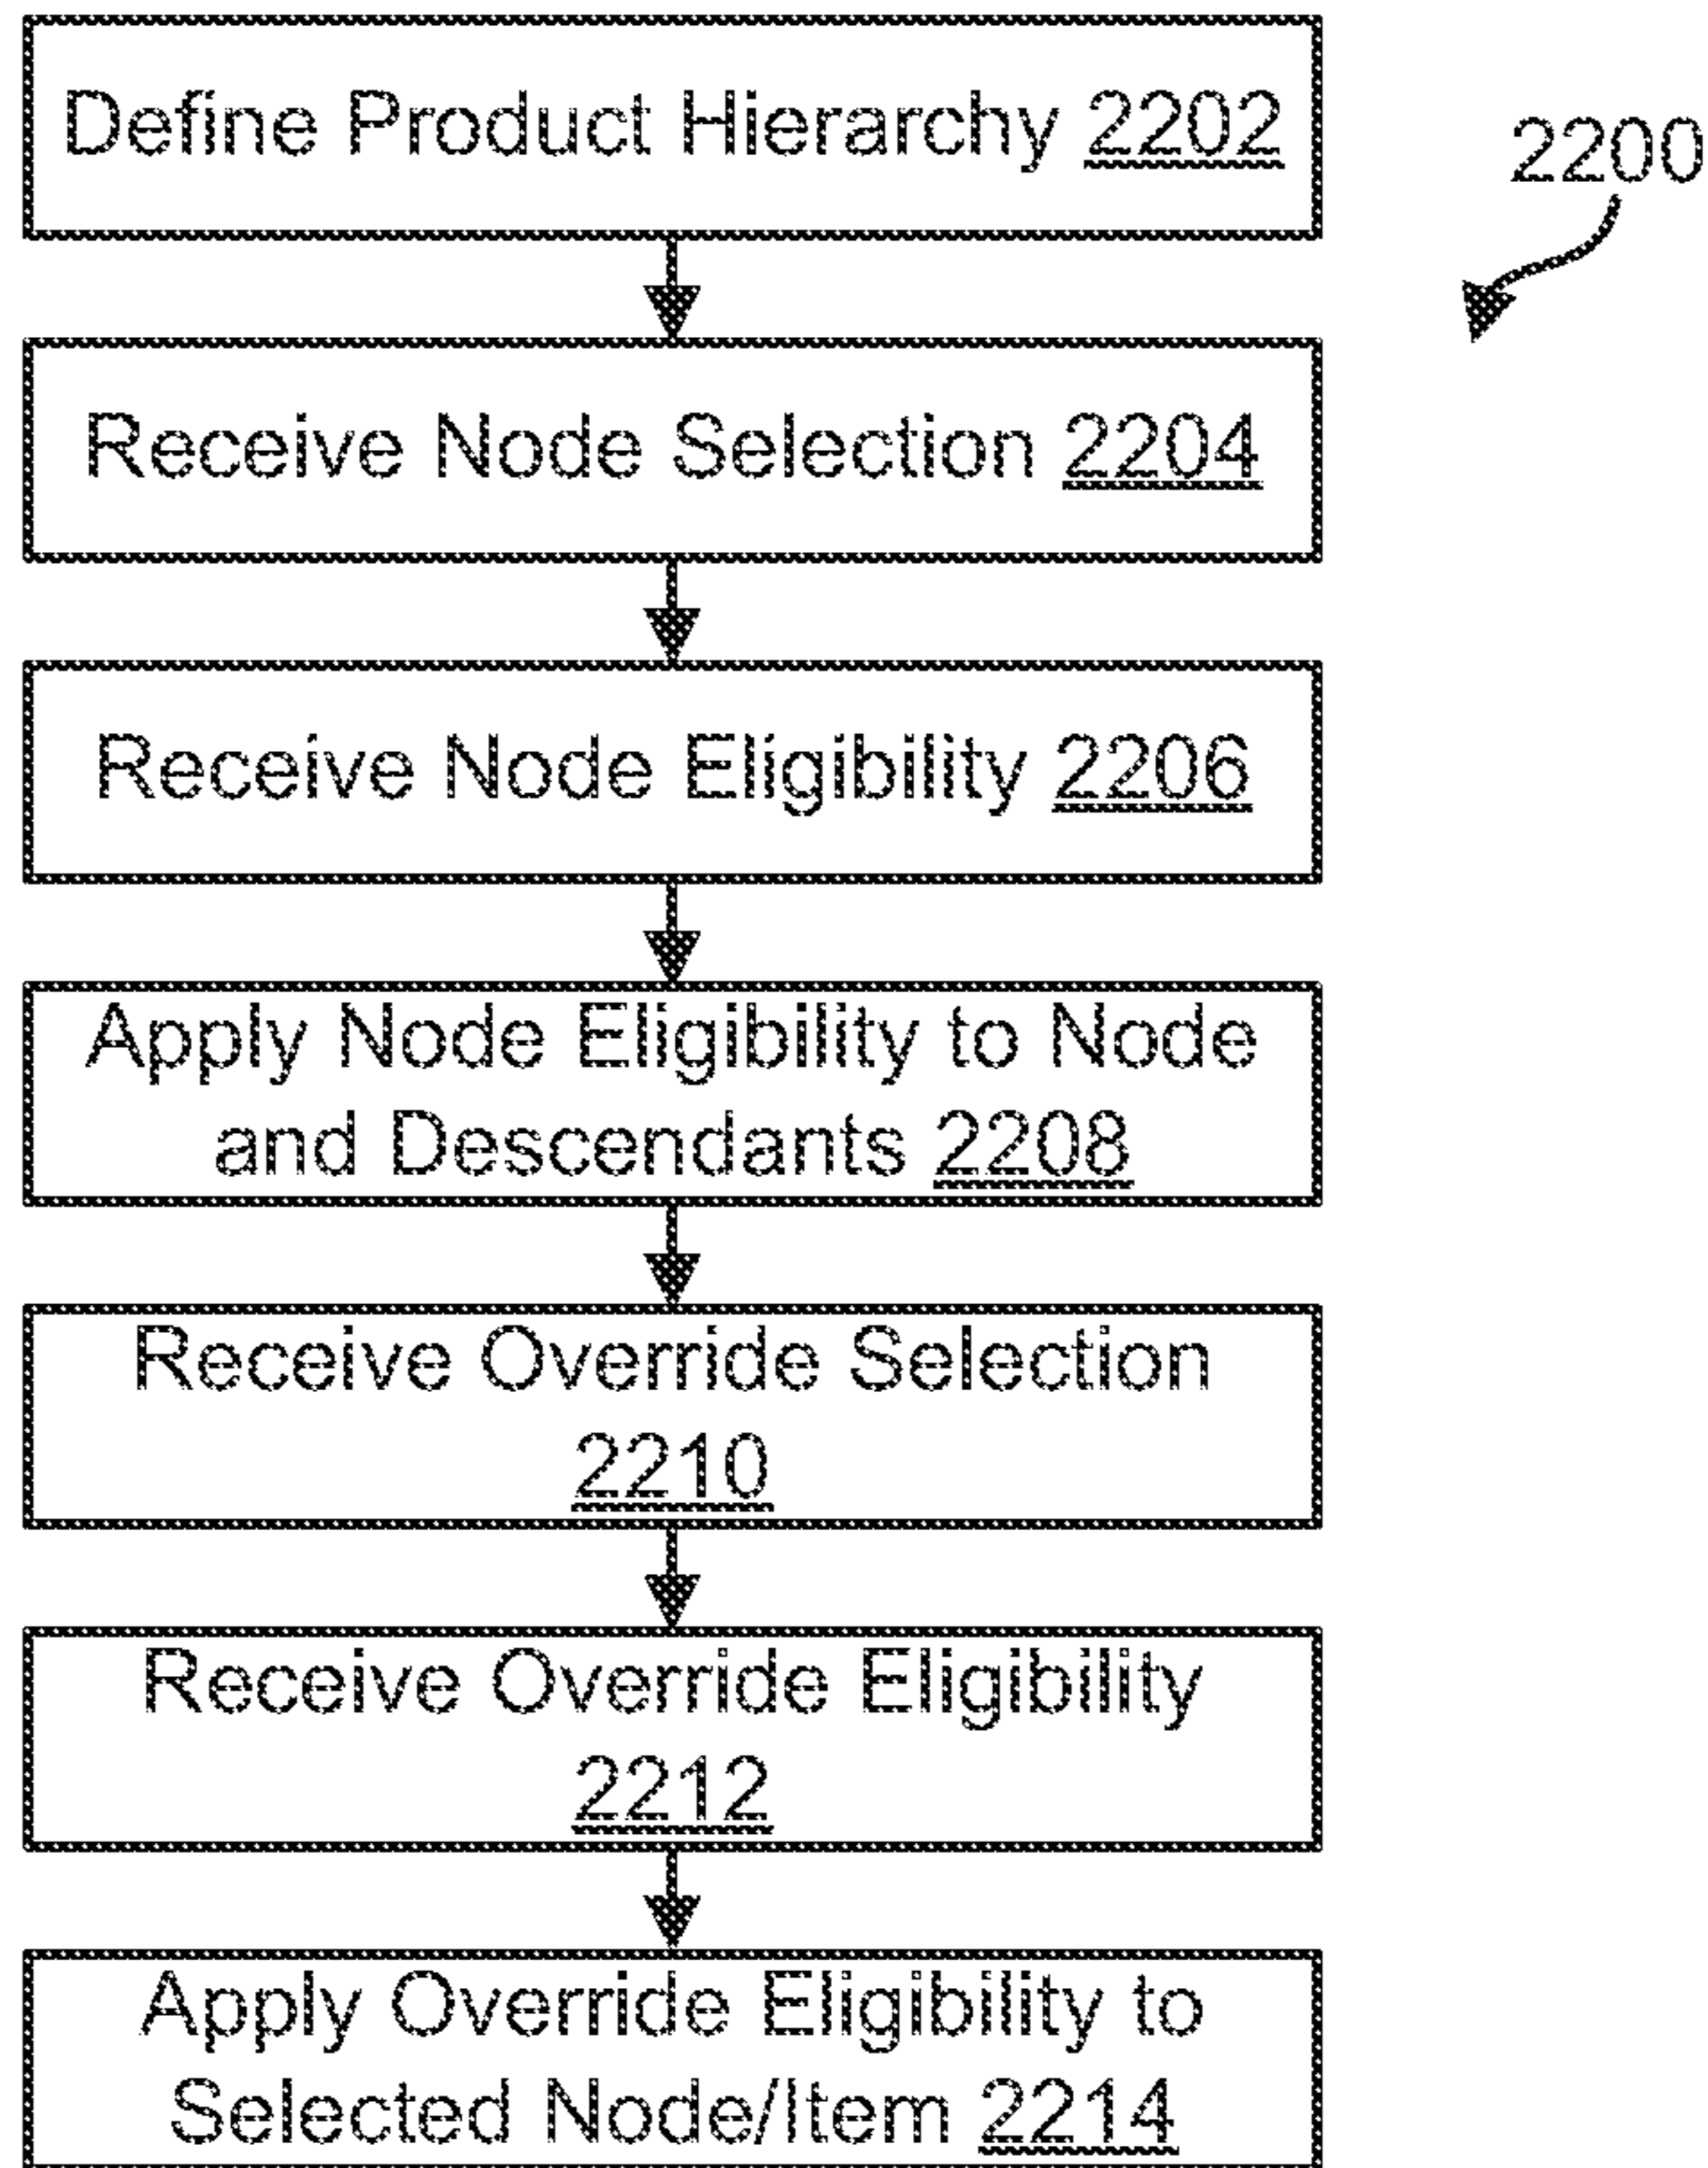 Define Product Hierarchy 2202
2200
Receive Node Selection 2204
Receive Node Eligibility 2206
Apply Node Eligibility to Node
and Descendants 2208
Receive Override Selection
2210
Receive Override Eligibility
2212
Apply Override Eligibility to
Selected Node/Item 2214